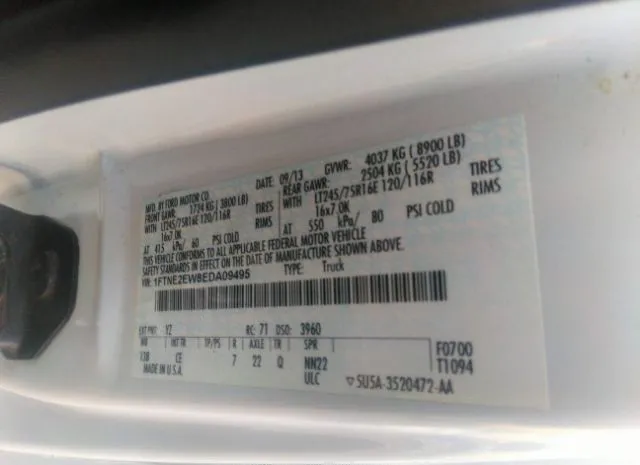 MFD. BY FORD MOTOR CO.
DATE: 09/13 GVWR: 4037 KG ( 8900 LB)
FRONT GAWR: 1724 KG ( 3800 LB) REAR GAWR: 2504 KG ( 5520 LB)
WITH LT245/75R16E 120/116R TIRES WITH LT245/75R16E 120/116R TIRES
16x7.0K RIMS 16x7.0K RIMS
AT 415 kPa/ 60 PSI COLD AT 550 kPa/ 80 PSI COLD
THIS VEHICLE CONFORMS TO ALL APPLICABLE FEDERAL MOTOR VEHICLE
SAFETY STANDARDS IN EFFECT ON THE DATE OF MANUFACTURE SHOWN ABOVE.
VIN: 1FTNE2EW8EDA09495 TYPE: Truck
EXT PNT: YZ RC: 71 DSO: 3960
WB INT TR TP/PS R AXLE TR SPR F0700
138 CE 7 22 Q NN22 T1094
MADE IN U.S.A. ULC ▽5U5A-3520472-AA